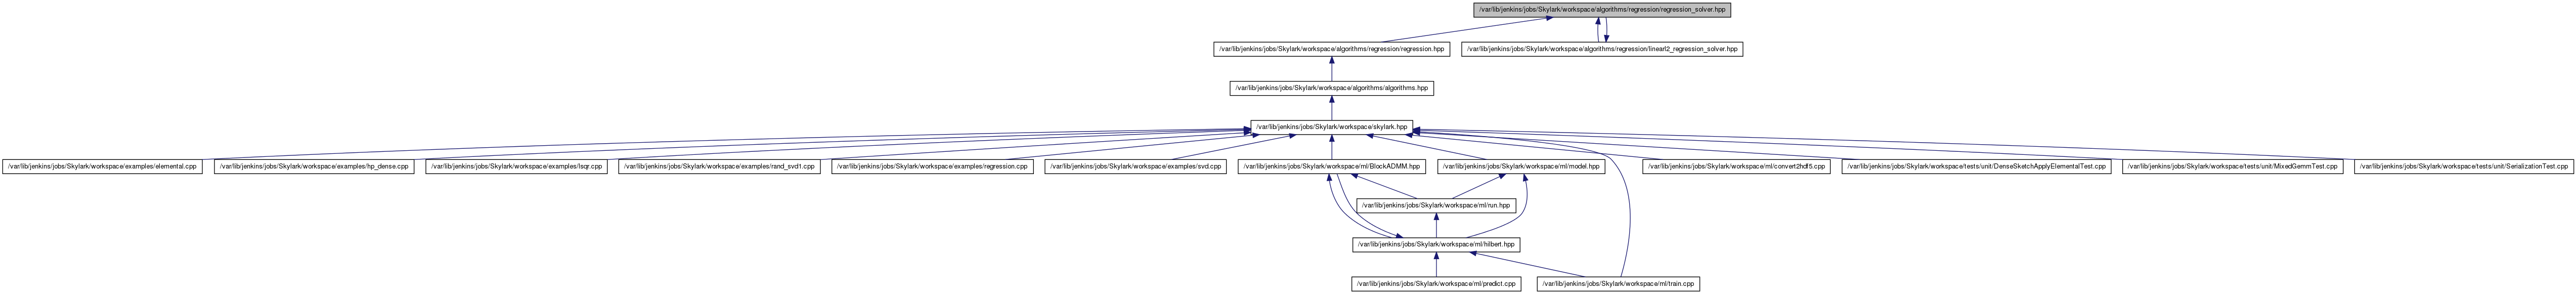 /var/lib/jenkins/jobs/Skylark/workspace/algorithms/regression/regression_solver.hpp
/var/lib/jenkins/jobs/Skylark/workspace/algorithms/regression/regression.hpp
/var/lib/jenkins/jobs/Skylark/workspace/algorithms/regression/linearl2_regression_solver.hpp
/var/lib/jenkins/jobs/Skylark/workspace/algorithms/algorithms.hpp
/var/lib/jenkins/jobs/Skylark/workspace/skylark.hpp
/var/lib/jenkins/jobs/Skylark/workspace/examples/elemental.cpp
/var/lib/jenkins/jobs/Skylark/workspace/examples/hp_dense.cpp
/var/lib/jenkins/jobs/Skylark/workspace/examples/lsqr.cpp
/var/lib/jenkins/jobs/Skylark/workspace/examples/rand_svd1.cpp
/var/lib/jenkins/jobs/Skylark/workspace/examples/regression.cpp
/var/lib/jenkins/jobs/Skylark/workspace/examples/svd.cpp
/var/lib/jenkins/jobs/Skylark/workspace/ml/BlockADMM.hpp
/var/lib/jenkins/jobs/Skylark/workspace/ml/model.hpp
/var/lib/jenkins/jobs/Skylark/workspace/ml/convert2hdf5.cpp
/var/lib/jenkins/jobs/Skylark/workspace/tests/unit/DenseSketchApplyElementalTest.cpp
/var/lib/jenkins/jobs/Skylark/workspace/tests/unit/MixedGemmTest.cpp
/var/lib/jenkins/jobs/Skylark/workspace/tests/unit/SerializationTest.cpp
/var/lib/jenkins/jobs/Skylark/workspace/ml/run.hpp
/var/lib/jenkins/jobs/Skylark/workspace/ml/hilbert.hpp
/var/lib/jenkins/jobs/Skylark/workspace/ml/predict.cpp
/var/lib/jenkins/jobs/Skylark/workspace/ml/train.cpp